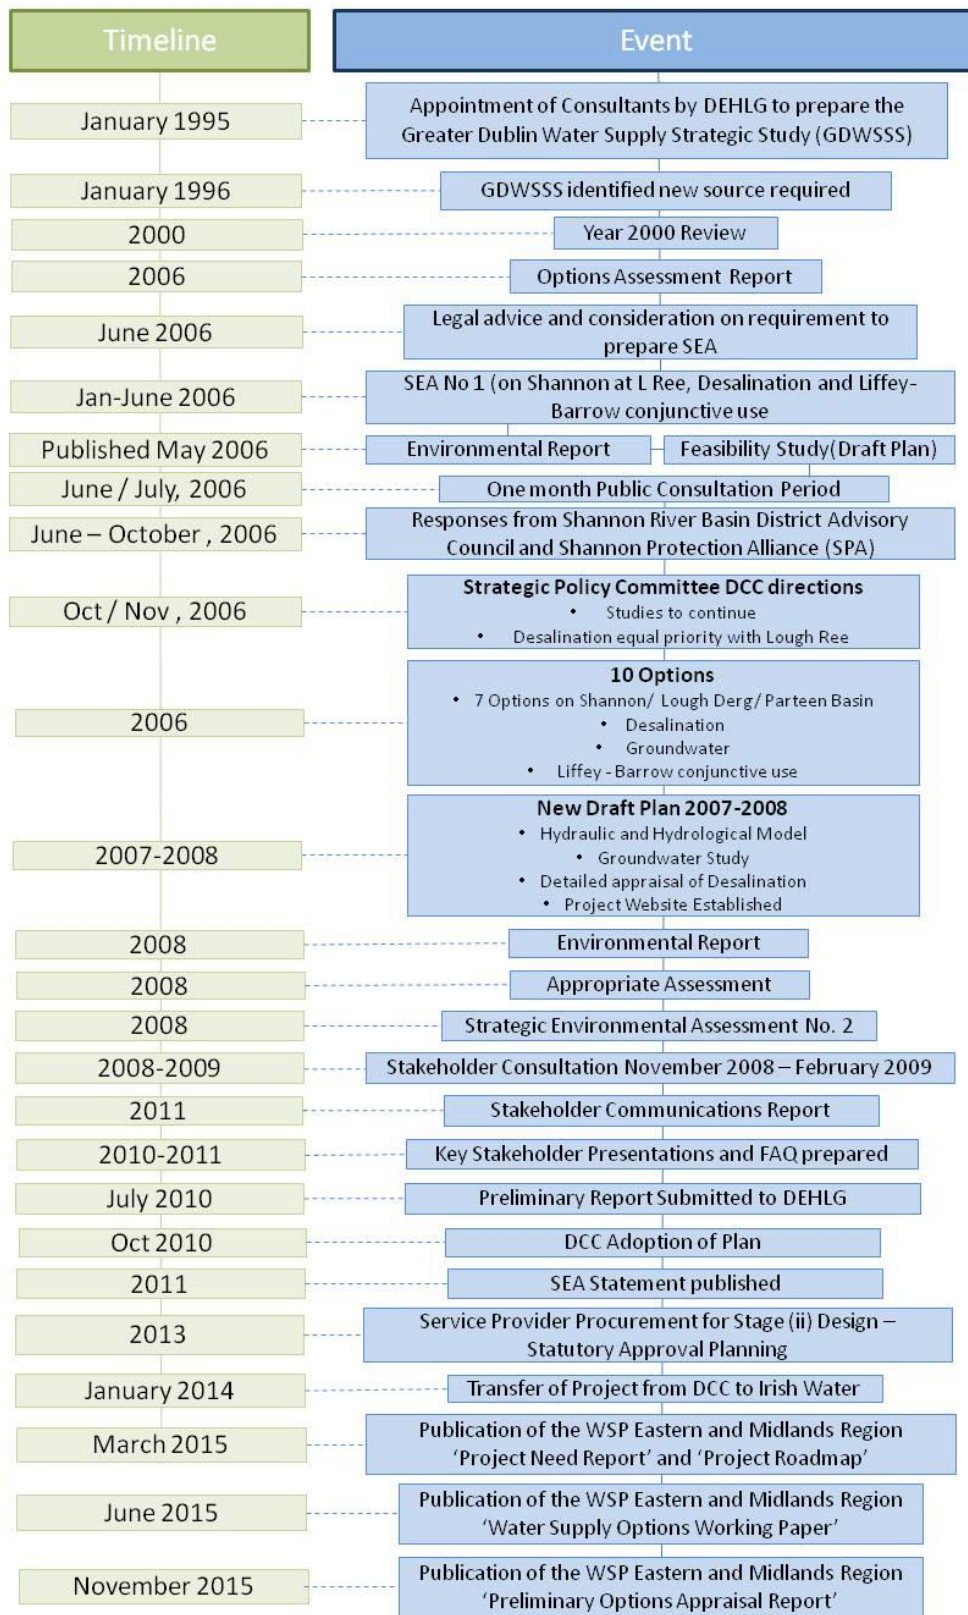 Timeline
Event
January 1995
Appointment of Consultants by DEHLG to prepare the
Greater Dublin Water Supply Strategic Study (GDWSSS)
January 1996
GDWSSS identified new source required
2000
Year 2000 Review
2006
Options Assessment Report
June 2006
Legal advice and consideration on requirement to
prepare SEA
Jan-June 2006
SEA No 1 (on Shannon at L Ree, Desalination and Liffey-
Barrow conjunctive use
Published May 2006
Environmental Report
Feasibility Study(Draft Plan)
June / July, 2006
One month Public Consultation Period
June – October , 2006
Responses from Shannon River Basin District Advisory
Council and Shannon Protection Alliance (SPA)
Oct / Nov , 2006
Strategic Policy Committee DCC directions
• Studies to continue
• Desalination equal priority with Lough Ree
2006
10 Options
• 7 Options on Shannon/ Lough Derg/ Parteen Basin
• Desalination
• Groundwater
• Liffey - Barrow conjunctive use
2007-2008
New Draft Plan 2007-2008
• Hydraulic and Hydrological Model
• Groundwater Study
• Detailed appraisal of Desalination
• Project Website Established
2008
Environmental Report
2008
Appropriate Assessment
2008
Strategic Environmental Assessment No. 2
2008-2009
Stakeholder Consultation November 2008 – February 2009
2011
Stakeholder Communications Report
2010-2011
Key Stakeholder Presentations and FAQ prepared
July 2010
Preliminary Report Submitted to DEHLG
Oct 2010
DCC Adoption of Plan
2011
SEA Statement published
2013
Service Provider Procurement for Stage (ii) Design –
Statutory Approval Planning
January 2014
Transfer of Project from DCC to Irish Water
March 2015
Publication of the WSP Eastern and Midlands Region
‘Project Need Report’ and ‘Project Roadmap’
June 2015
Publication of the WSP Eastern and Midlands Region
‘Water Supply Options Working Paper’
November 2015
Publication of the WSP Eastern and Midlands Region
‘Preliminary Options Appraisal Report’